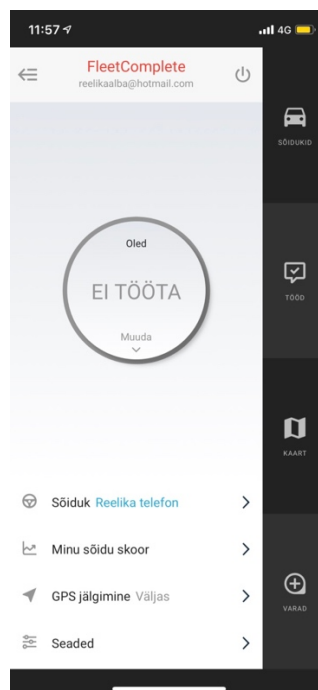 11:57
4G
FleetComplete
reelikaalba@hotmail.com
SÕIDUKID
Oled
EI TÖÖTA
Muuda
TÖÖD
KAART
Sõiduk Reelika telefon
Minu sõidu skoor
GPS jälgimine Väljas
VARAD
Seaded